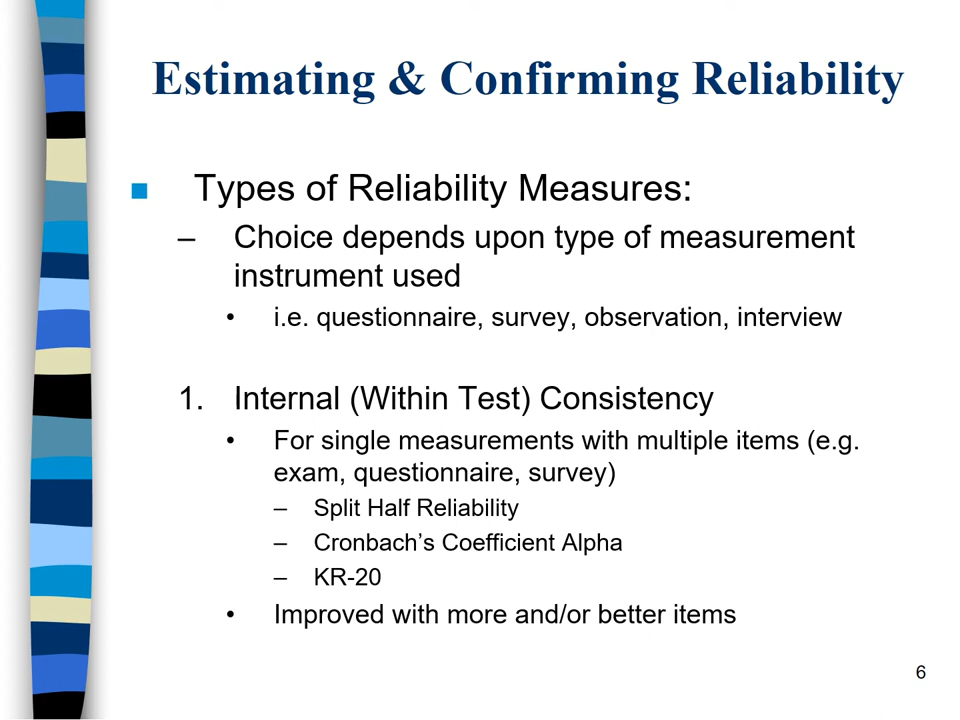 Estimating & Confirming Reliability
■ Types of Reliability Measures:
– Choice depends upon type of measurement
instrument used
• i.e. questionnaire, survey, observation, interview
1. Internal (Within Test) Consistency
• For single measurements with multiple items (e.g.
exam, questionnaire, survey)
– Split Half Reliability
– Cronbach’s Coefficient Alpha
– KR-20
• Improved with more and/or better items
6